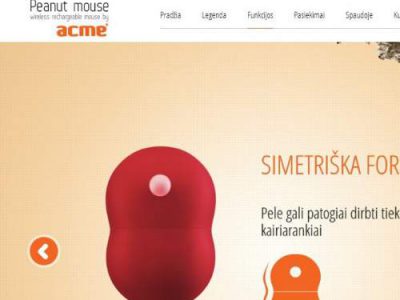 Peanut mouse
wireless rechargeable mouse by
acme
Pradžia Legenda Funkcijos Pasiekimai Spaudoje
SIMETRIŠKA FOR
Pele gali patogiai dirbti tiek
kairiarankiai